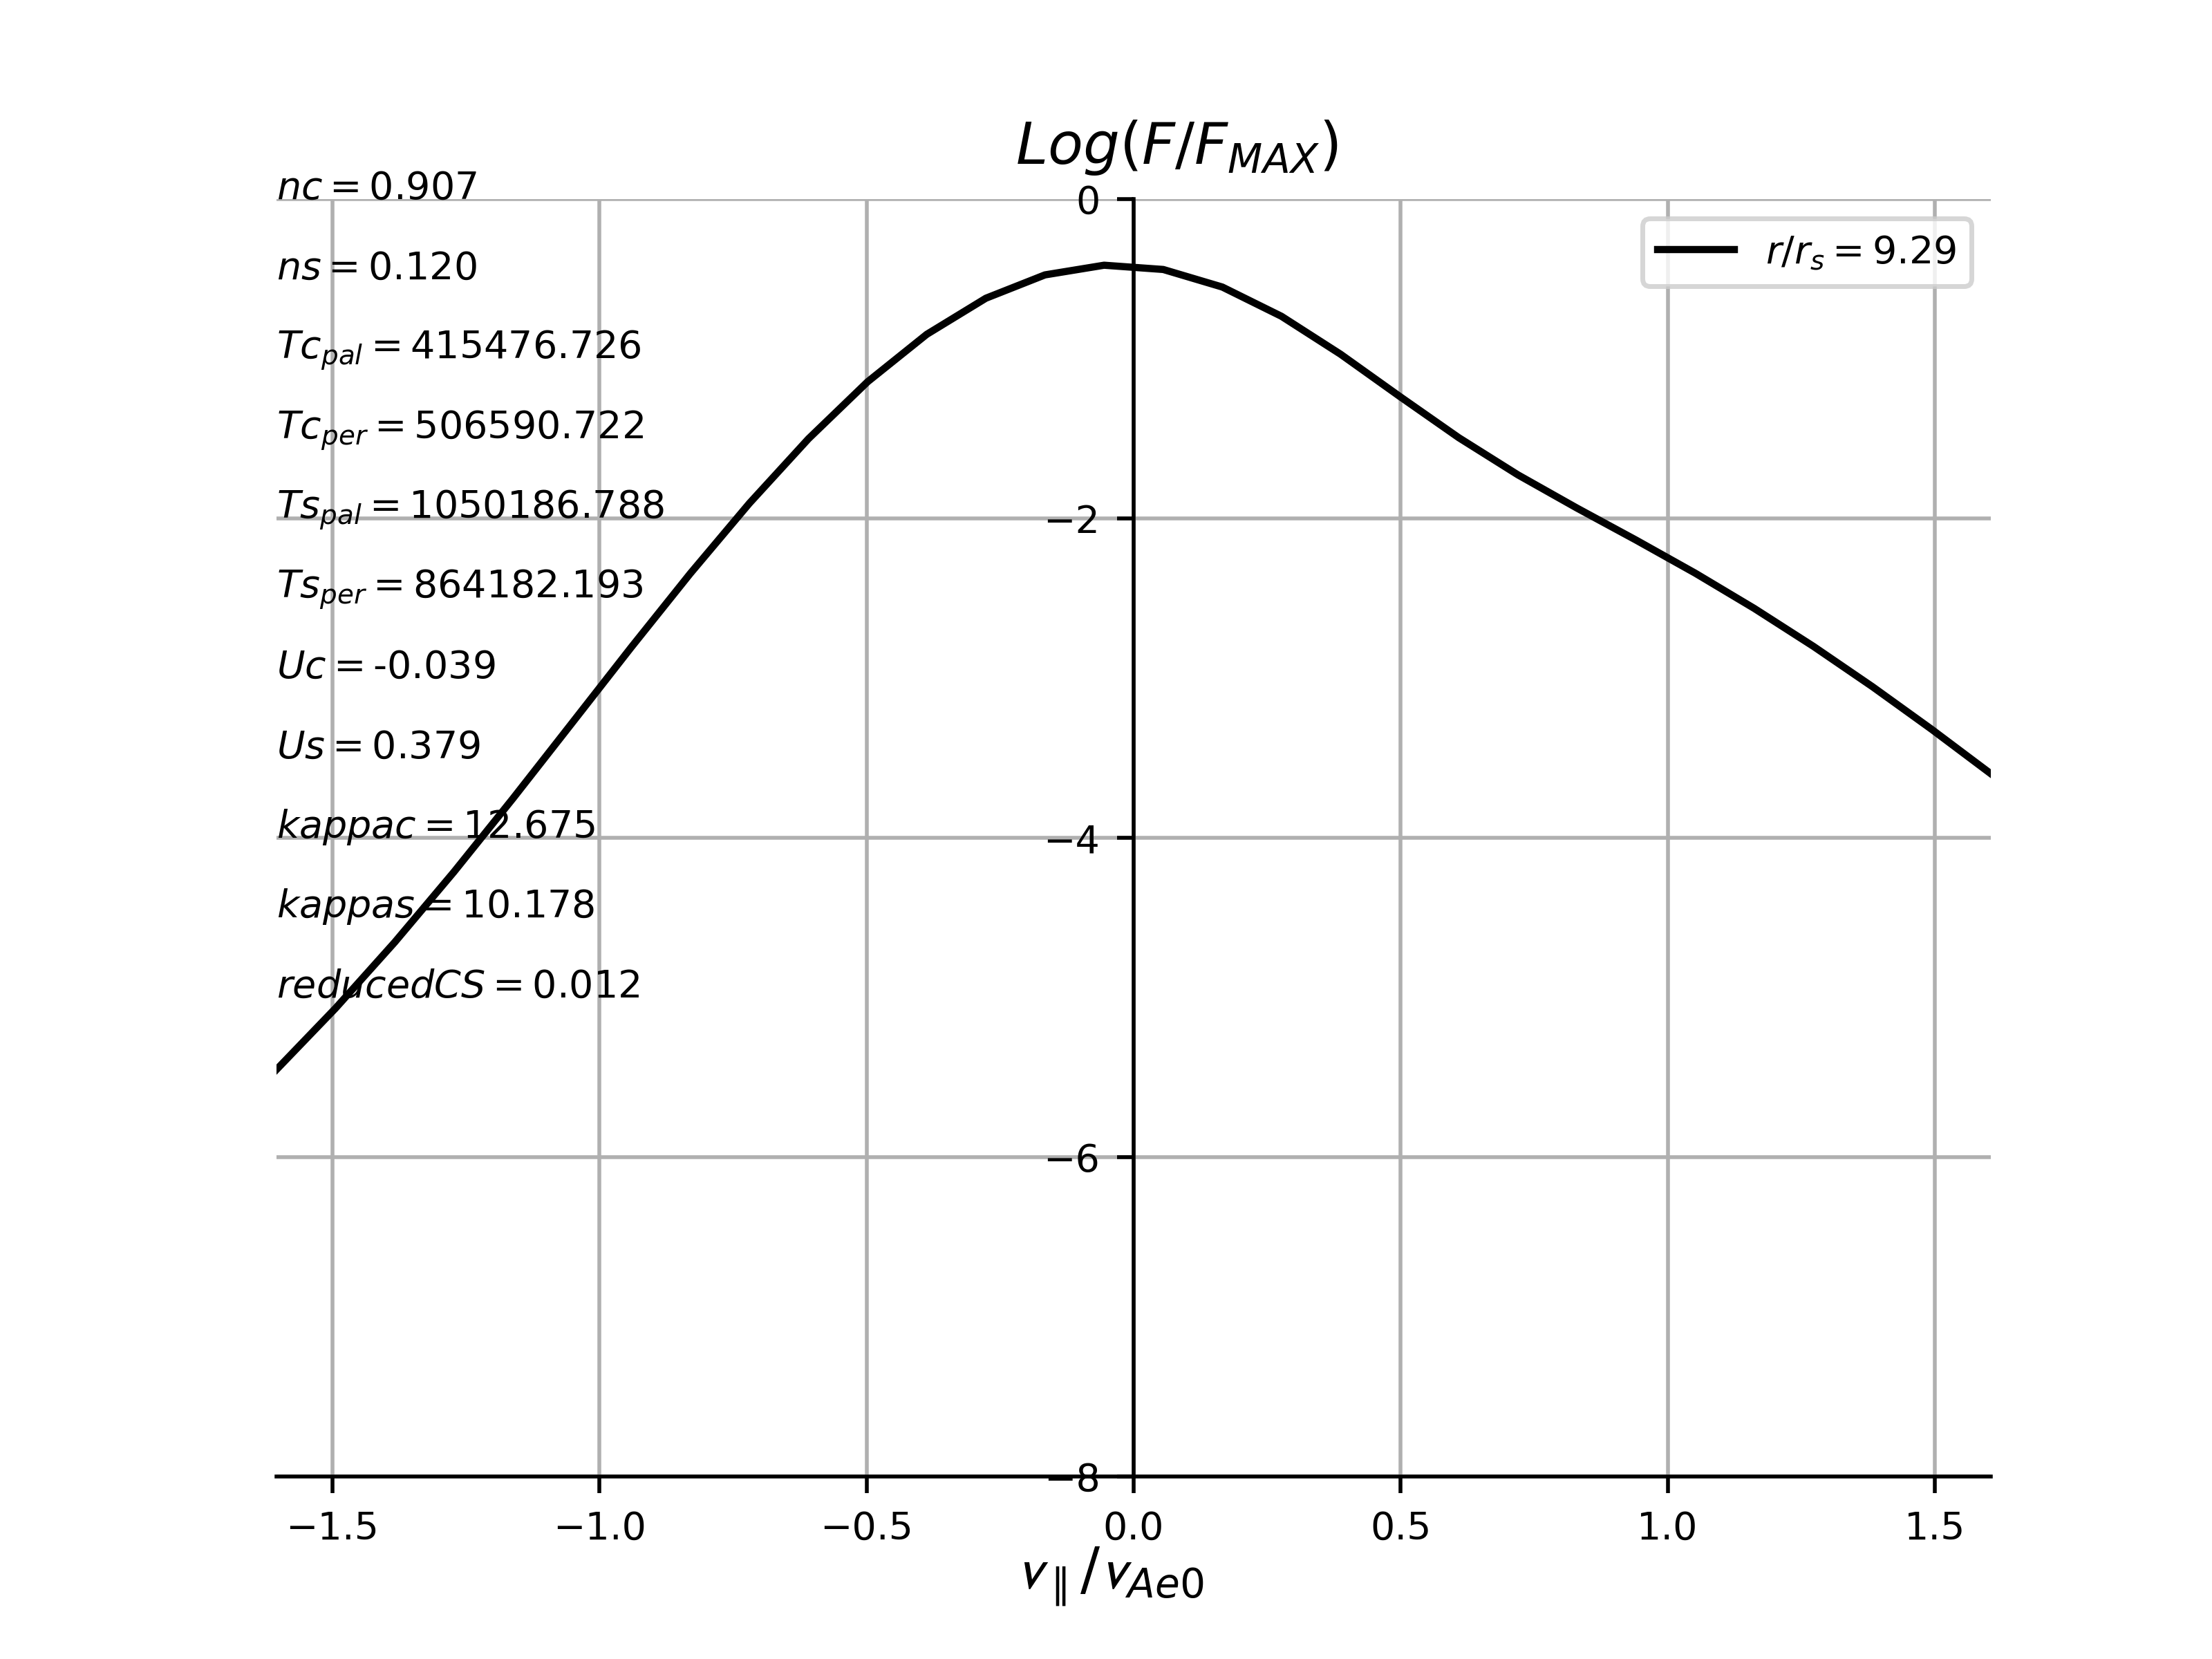 Log(F/F_MAX)
nc = 0.907
0
r/r_s = 9.29
ns = 0.120
Tc_pal = 415476.726
Tc_per = 506590.722
Ts_pal = 1050186.788
−2
Ts_per = 864182.193
Uc = -0.039
Us = 0.379
kappac = 12.675
−4
kappas = 10.178
reducedCS = 0.012
−6
−8
−1.5 −1.0 −0.5 0.0 0.5 1.0 1.5
v_∥/v_Ae0